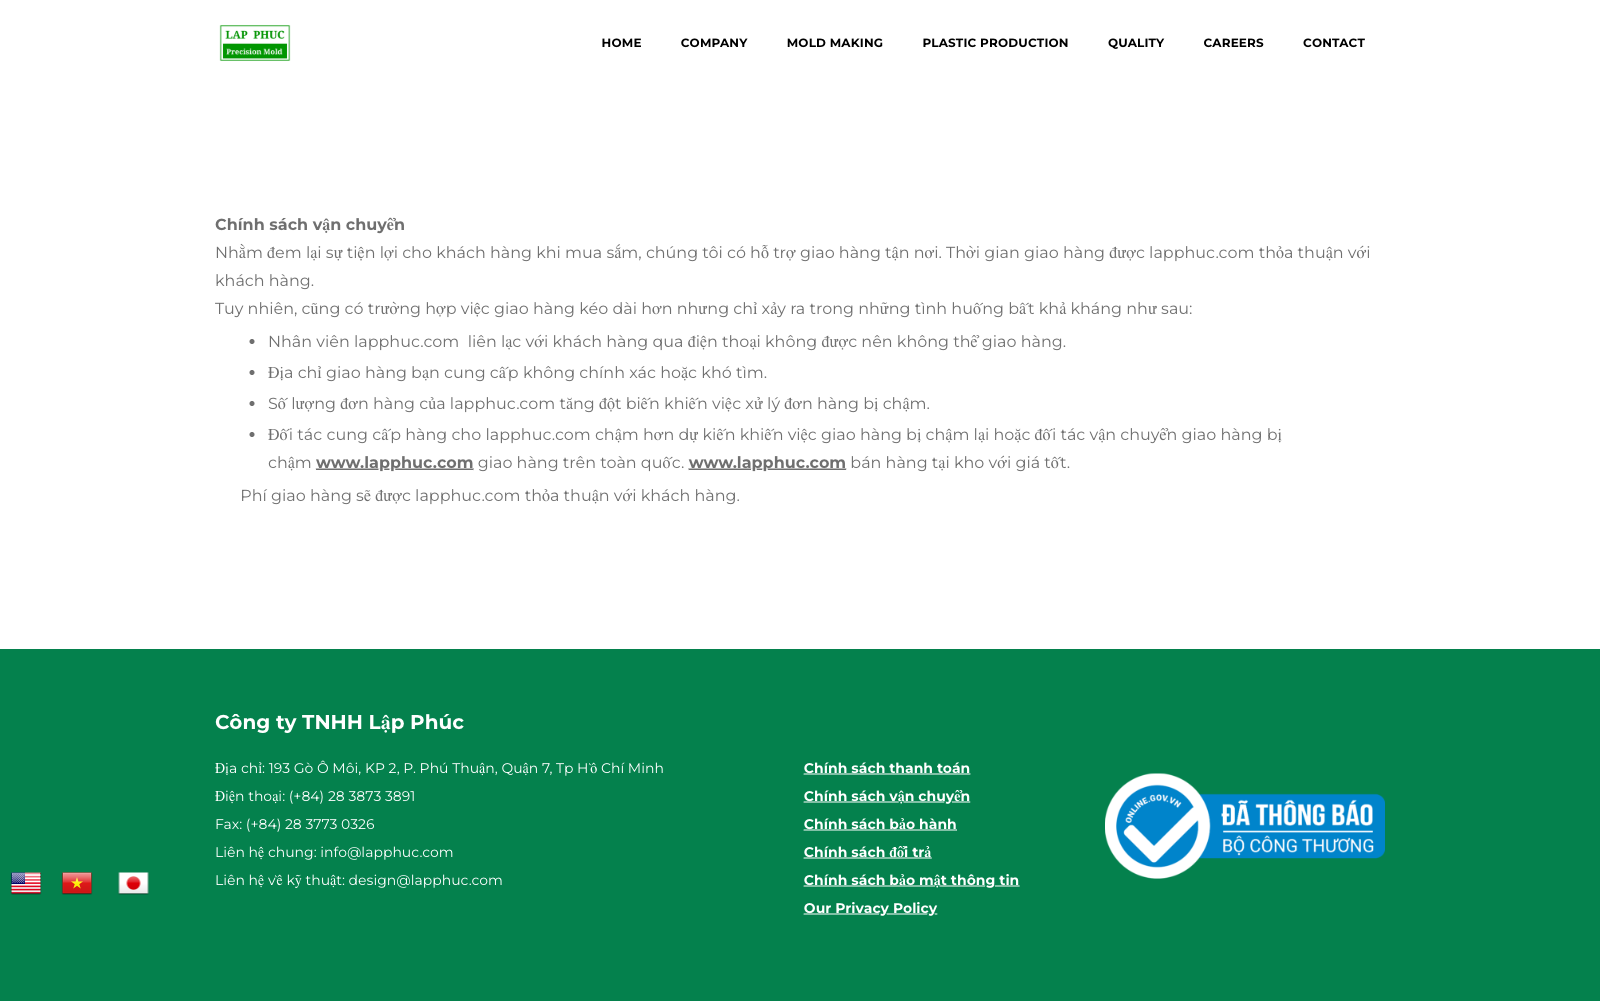 LAP PHUC
Precision Mold
HOME COMPANY MOLD MAKING PLASTIC PRODUCTION QUALITY CAREERS CONTACT
Chính sách vận chuyển
Nhằm đem lại sự tiện lợi cho khách hàng khi mua sắm, chúng tôi có hỗ trợ giao hàng tận nơi. Thời gian giao hàng được lapphuc.com thỏa thuận với
khách hàng.
Tuy nhiên, cũng có trường hợp việc giao hàng kéo dài hơn nhưng chỉ xảy ra trong những tình huống bất khả kháng như sau:
• Nhân viên lapphuc.com liên lạc với khách hàng qua điện thoại không được nên không thể giao hàng.
• Địa chỉ giao hàng bạn cung cấp không chính xác hoặc khó tìm.
• Số lượng đơn hàng của lapphuc.com tăng đột biến khiến việc xử lý đơn hàng bị chậm.
• Đối tác cung cấp hàng cho lapphuc.com chậm hơn dự kiến khiến việc giao hàng bị chậm lại hoặc đối tác vận chuyển giao hàng bị
chậm www.lapphuc.com giao hàng trên toàn quốc. www.lapphuc.com bán hàng tại kho với giá tốt.
Phí giao hàng sẽ được lapphuc.com thỏa thuận với khách hàng.
Công ty TNHH Lập Phúc
Địa chỉ: 193 Gò Ô Môi, KP 2, P. Phú Thuận, Quận 7, Tp Hồ Chí Minh
Điện thoại: (+84) 28 3873 3891
Fax: (+84) 28 3773 0326
Liên hệ chung: info@lapphuc.com
Liên hệ về kỹ thuật: design@lapphuc.com
Chính sách thanh toán
Chính sách vận chuyển
Chính sách bảo hành
Chính sách đổi trả
Chính sách bảo mật thông tin
Our Privacy Policy
ONLINE.GOV.VN
ĐÃ THÔNG BÁO
BỘ CÔNG THƯƠNG